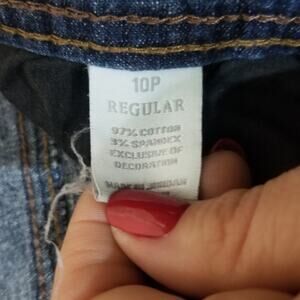 10P
REGULAR
97% COTTON
3% SPANDEX
EXCLUSIVE OF
DECORATION
MADE IN JORDAN